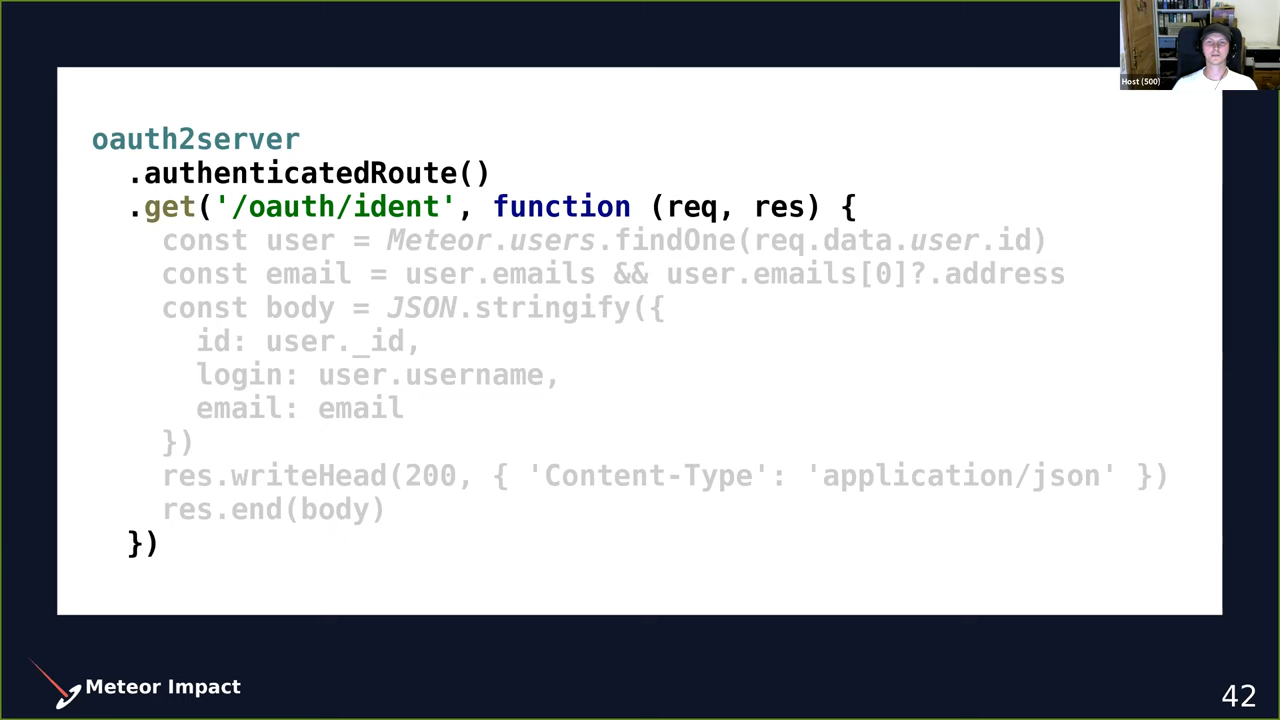 Host (500)
oauth2server
.authenticatedRoute()
.get('/oauth/ident', function (req, res) {
const user = Meteor.users.findOne(req.data.user.id)
const email = user.emails && user.emails[0]?.address
const body = JSON.stringify({
id: user._id,
login: user.username,
email: email
})
res.writeHead(200, { 'Content-Type': 'application/json' })
res.end(body)
})
Meteor Impact
42